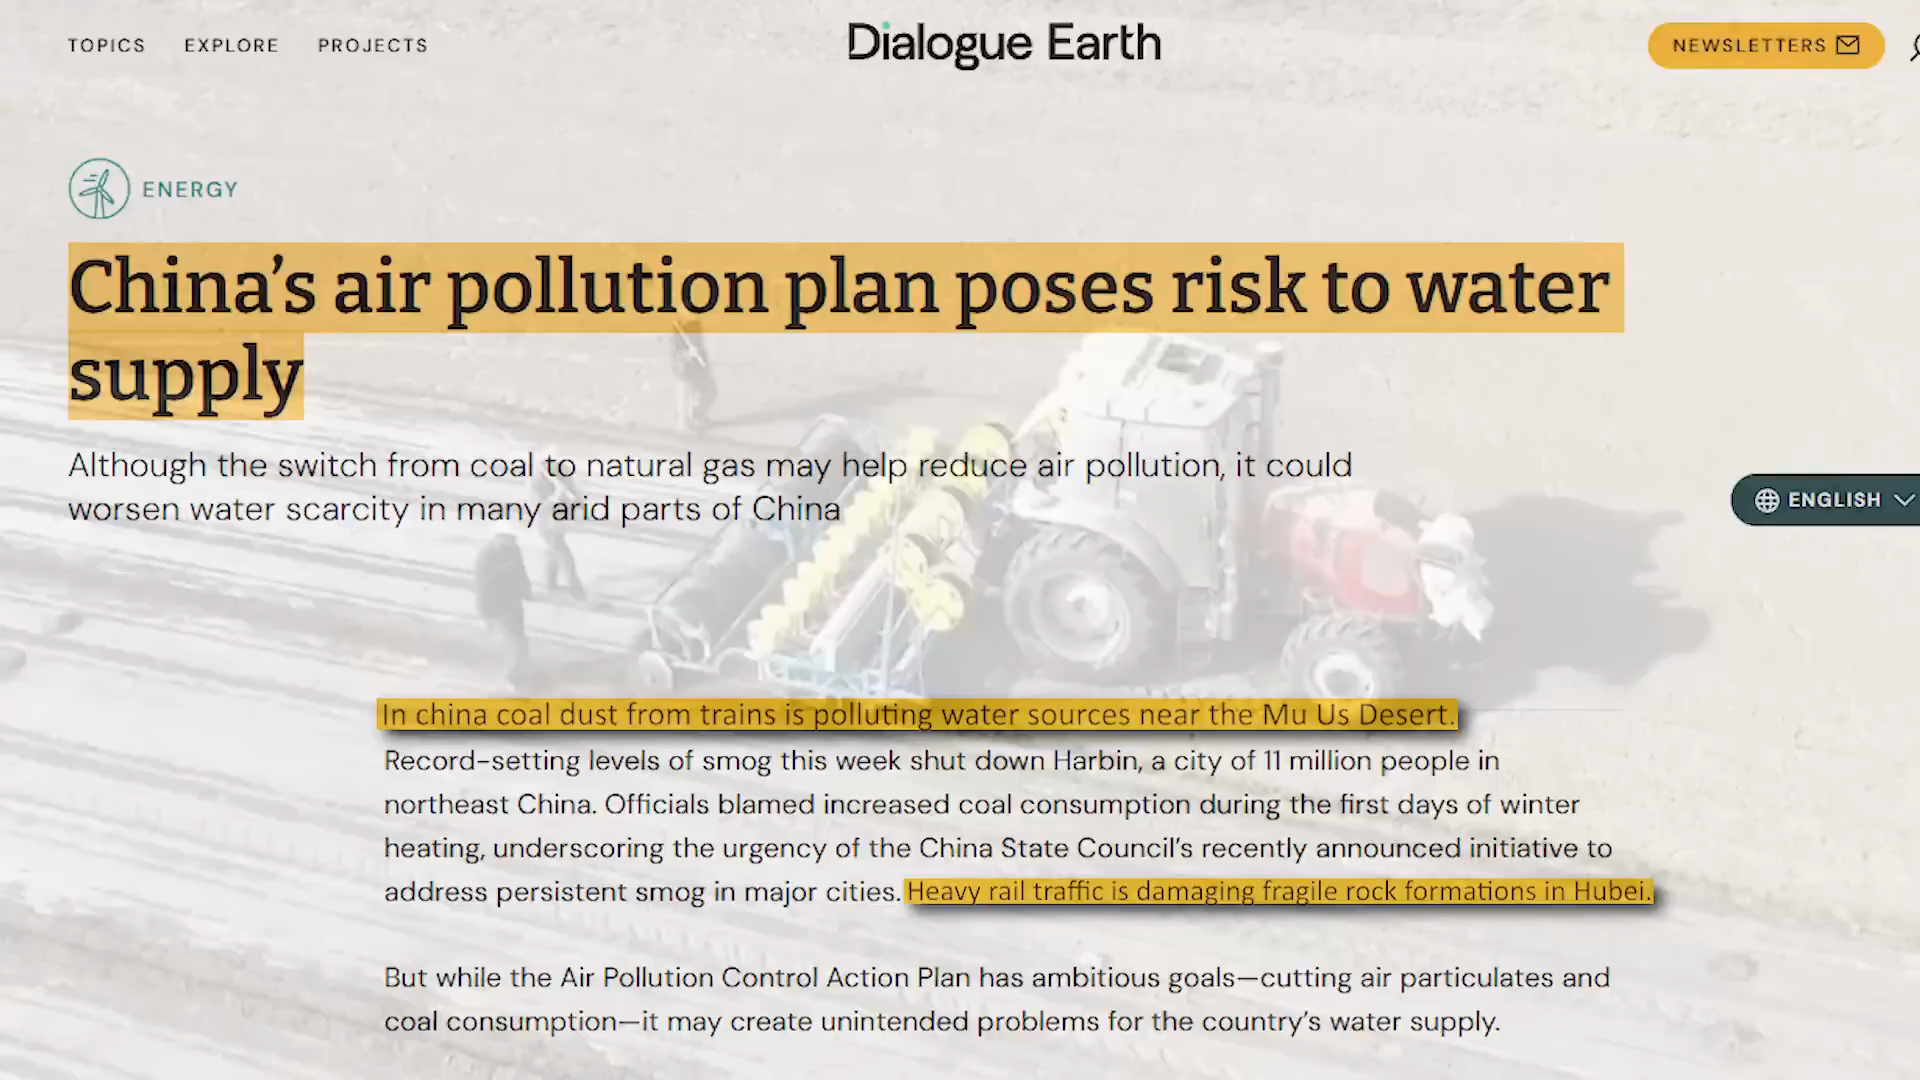 TOPICS EXPLORE PROJECTS Dialogue Earth NEWSLETTERS
ENERGY
China's air pollution plan poses risk to water
supply
Although the switch from coal to natural gas may help reduce air pollution, it could
worsen water scarcity in many arid parts of China
ENGLISH
In china coal dust from trains is polluting water sources near the Mu Us Desert.
Record-setting levels of smog this week shut down Harbin, a city of 11 million people in
northeast China. Officials blamed increased coal consumption during the first days of winter
heating, underscoring the urgency of the China State Council's recently announced initiative to
address persistent smog in major cities. Heavy rail traffic is damaging fragile rock formations in Hubei.
But while the Air Pollution Control Action Plan has ambitious goals—cutting air particulates and
coal consumption—it may create unintended problems for the country's water supply.